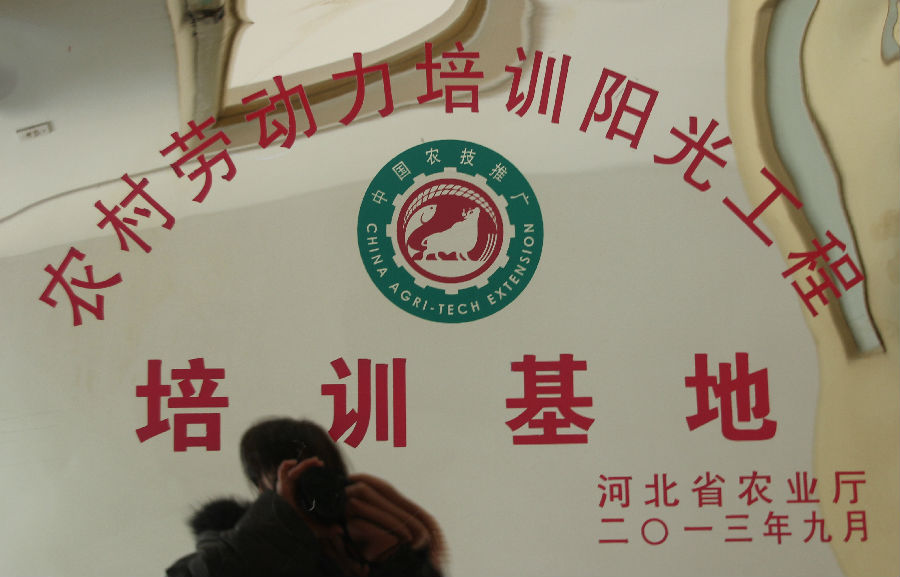 农村劳动力培训阳光工程
中国农技推广
CHINA AGRI-TECH EXTENSION
培训基地
河北省农业厅
二〇一三年九月